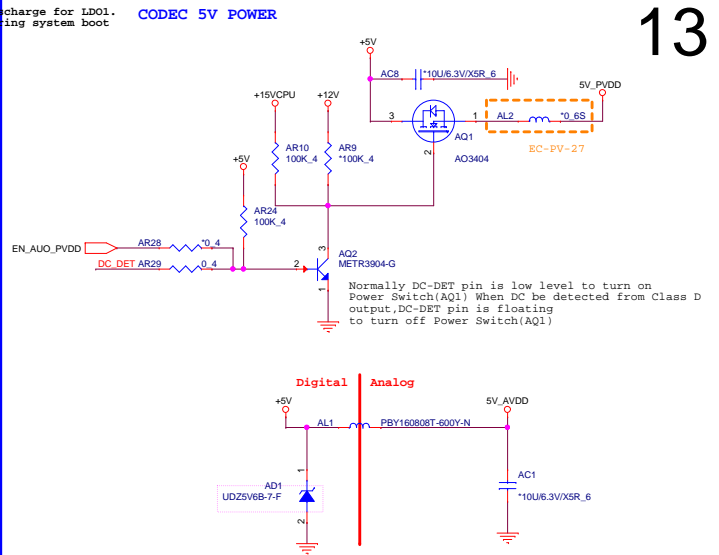 scharge for LDO1.
ring system boot
CODEC 5V POWER
13
+5V
AC8
*10U/6.3V/X5R_6
5V_PVDD
+15VCPU
+12V
3
1
AL2
*0_6S
AQ1
EC-PV-27
AR10
100K_4
AR9
*100K_4
2
AO3404
+5V
AR24
100K_4
EN_AUO_PVDD
AR28
*0_4
DC_DET
AR29
0_4
2
3
AQ2
METR3904-G
1
Normally DC-DET pin is low level to turn on
Power Switch(AQ1) When DC be detected from Class D
output,DC-DET pin is floating
to turn off Power Switch(AQ1)
Digital
Analog
+5V
5V_AVDD
AL1
PBY160808T-600Y-N
1
AD1
UDZ5V6B-7-F
2
AC1
*10U/6.3V/X5R_6